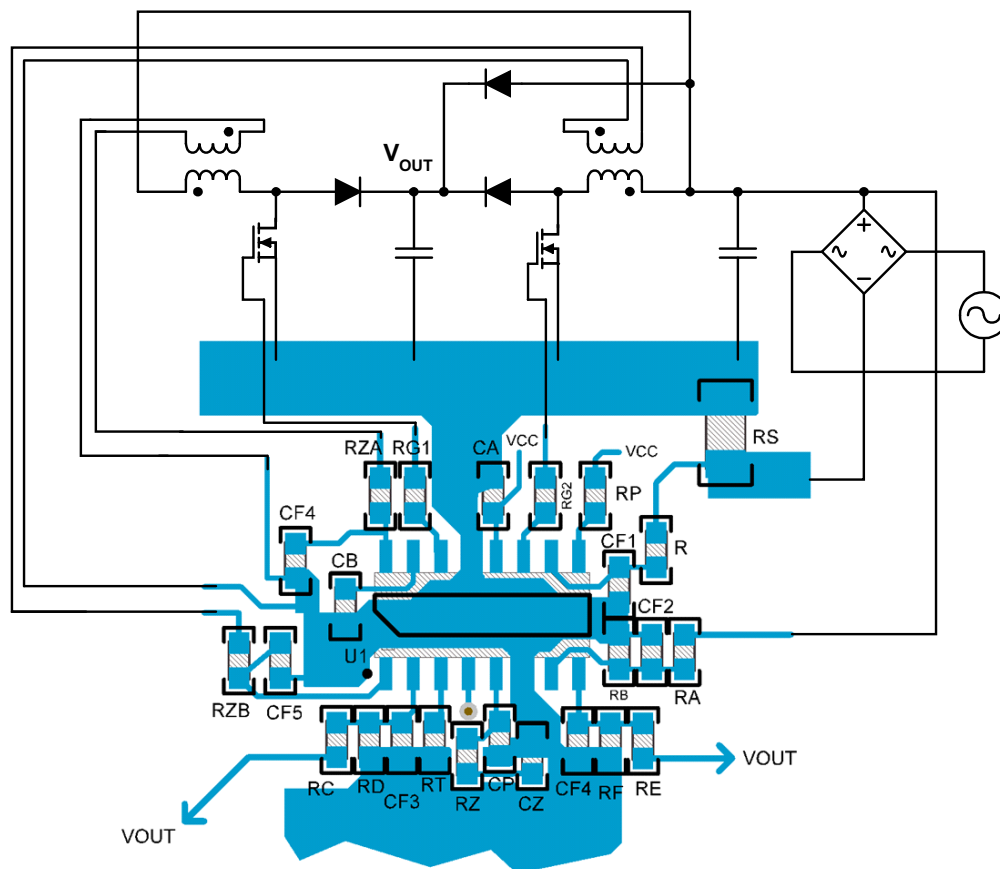 VOUT
RS
RZA
RG1
CA
VCC
RG2
RP
VCC
CF4
CB
CF1
R
CF2
U1
RB
RA
RZB
CF5
RC
RD
CF3
RT
RZ
CP
CZ
CF4
RF
RE
VOUT
VOUT